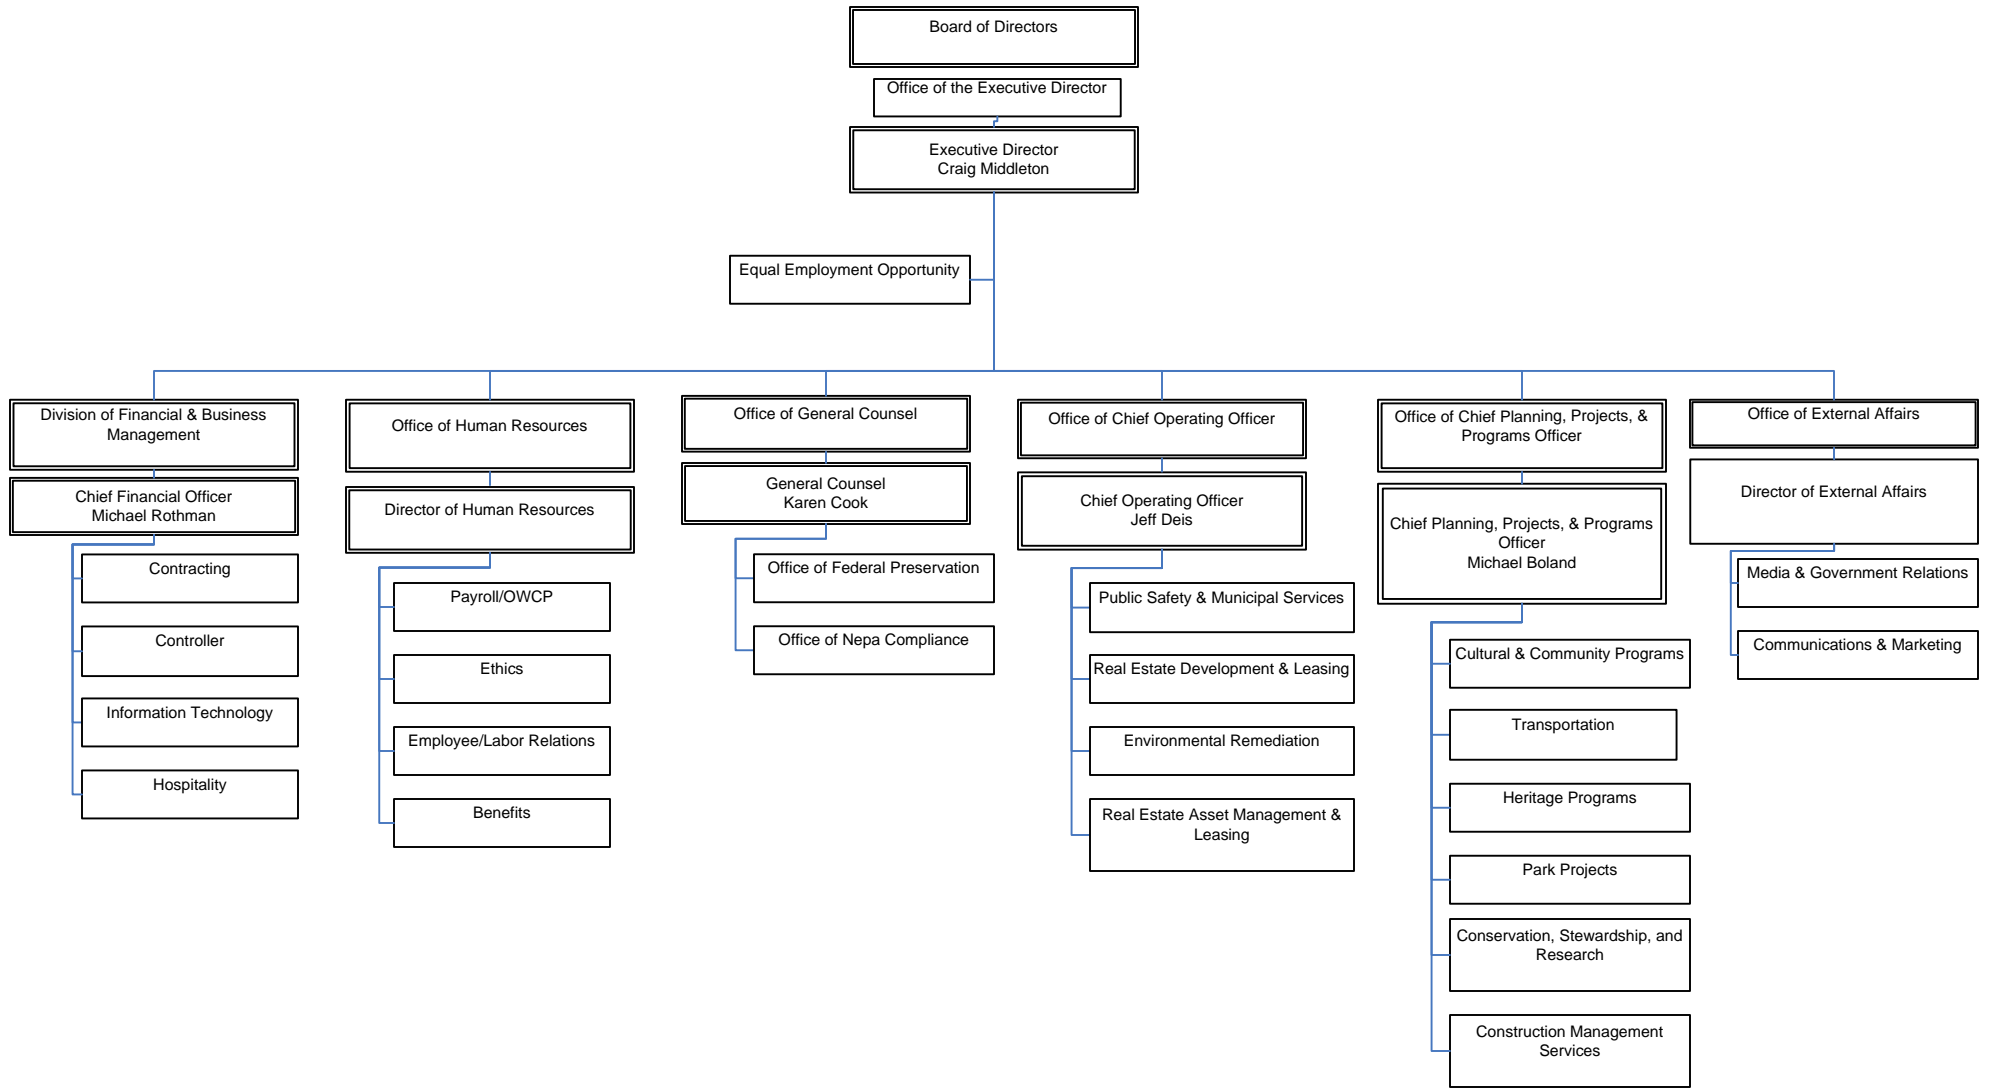 Board of Directors
Office of the Executive Director
Executive Director
Craig Middleton
Equal Employment Opportunity
Division of Financial & Business
Management
Chief Financial Officer
Michael Rothman
Contracting
Controller
Information Technology
Hospitality
Office of Human Resources
Director of Human Resources
Payroll/OWCP
Ethics
Employee/Labor Relations
Benefits
Office of General Counsel
General Counsel
Karen Cook
Office of Federal Preservation
Office of Nepa Compliance
Office of Chief Operating Officer
Chief Operating Officer
Jeff Deis
Public Safety & Municipal Services
Real Estate Development & Leasing
Environmental Remediation
Real Estate Asset Management &
Leasing
Office of Chief Planning, Projects, &
Programs Officer
Chief Planning, Projects, & Programs
Officer
Michael Boland
Cultural & Community Programs
Transportation
Heritage Programs
Park Projects
Conservation, Stewardship, and
Research
Construction Management
Services
Office of External Affairs
Director of External Affairs
Media & Government Relations
Communications & Marketing